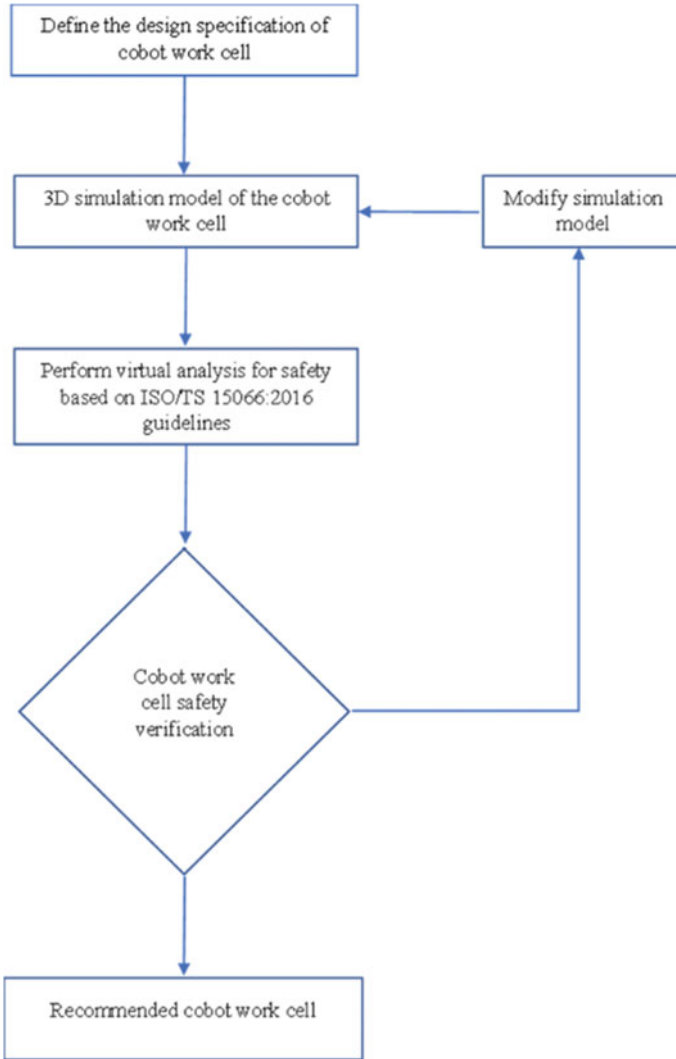 Define the design specification of
cobot work cell
3D simulation model of the cobot
work cell
Modify simulation
model
Perform virtual analysis for safety
based on ISO/TS 15066:2016
guidelines
Cobot work
cell safety
verification
Recommended cobot work cell